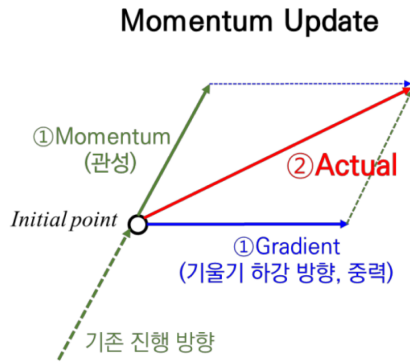 Momentum Update
①Momentum
(관성)
②Actual
Initial point
①Gradient
(기울기 하강 방향, 중력)
기존 진행 방향